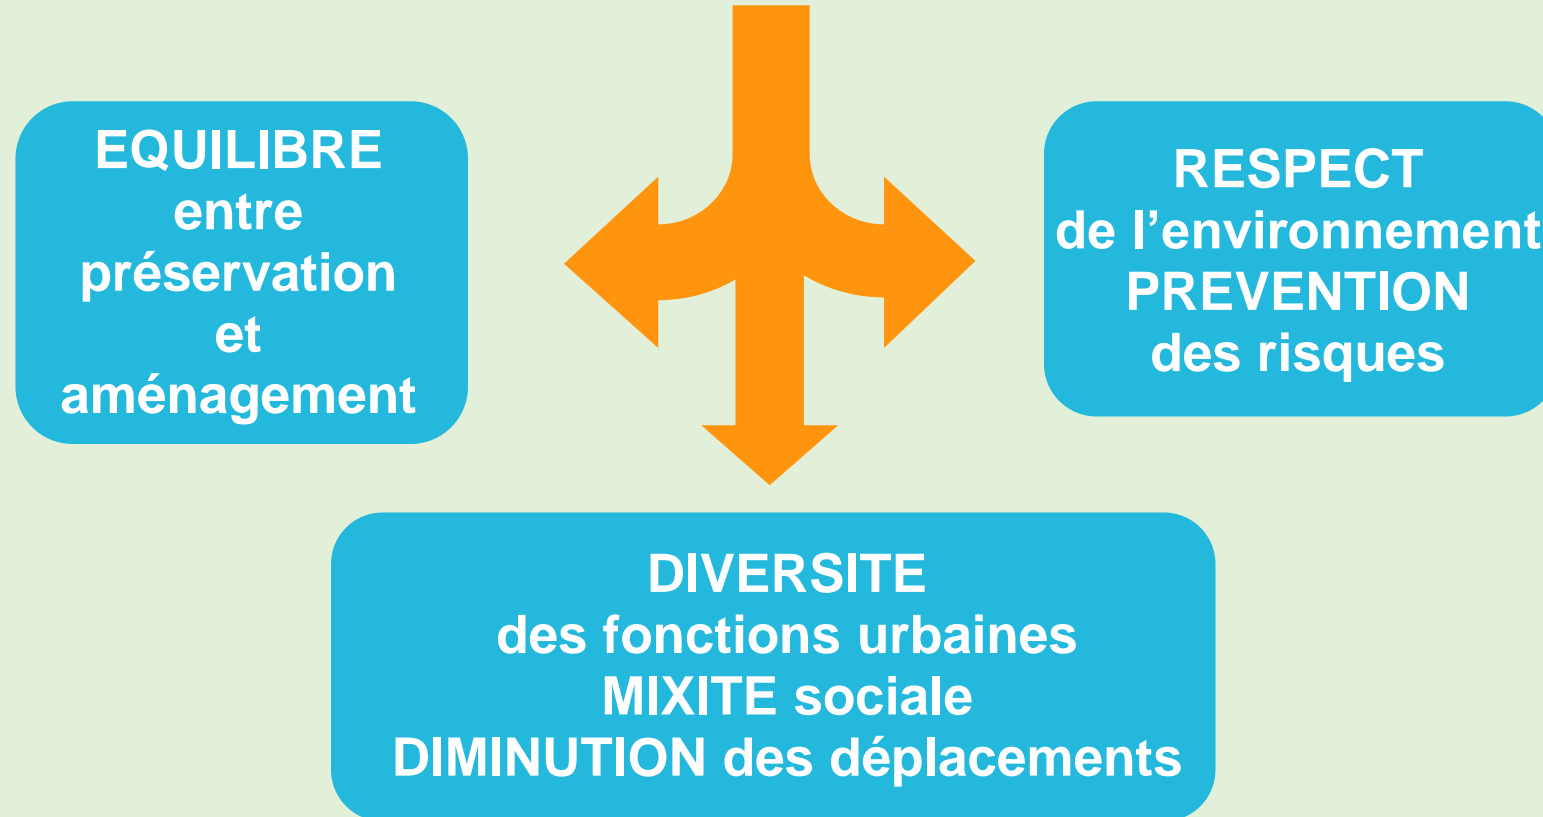 EQUILIBRE
entre
préservation
et
aménagement
RESPECT
de l’environnement
PREVENTION
des risques
DIVERSITE
des fonctions urbaines
MIXITE sociale
DIMINUTION des déplacements